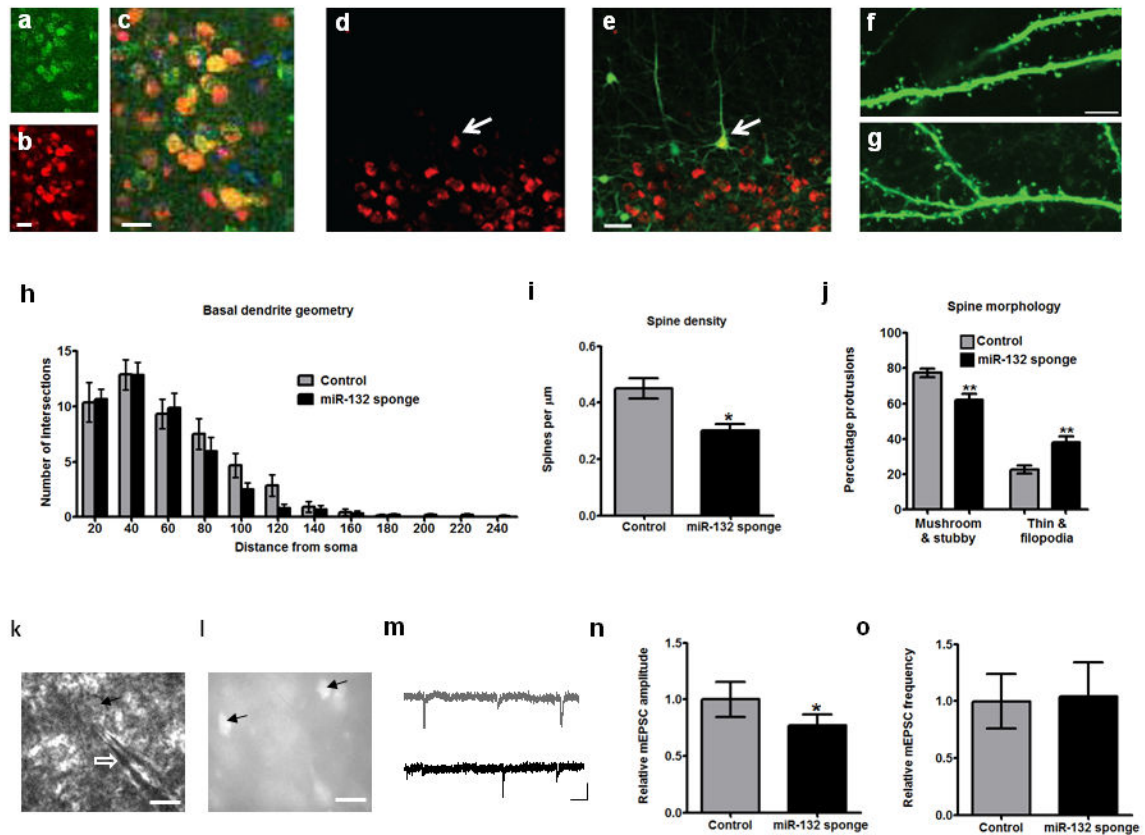 a
b
c
d
e
f
g
h
Basal dendrite geometry
Number of intersections
15
10
5
0
Control
miR-132 sponge
20 40 60 80 100 120 140 160 180 200 220 240
Distance from soma
i
Spine density
Spines per µm
0.6
0.4
0.2
0.0
*
Control miR-132 sponge
j
Spine morphology
Percentage protrusions
100
80
60
40
20
0
Control
miR-132 sponge
**
**
Mushroom
& stubby
Thin &
filopodia
k
l
m
n
Relative mEPSC amplitude
1.5
1.0
0.5
0.0
*
Control miR-132 sponge
o
Relative mEPSC frequency
1.5
1.0
0.5
0.0
Control miR-132 sponge